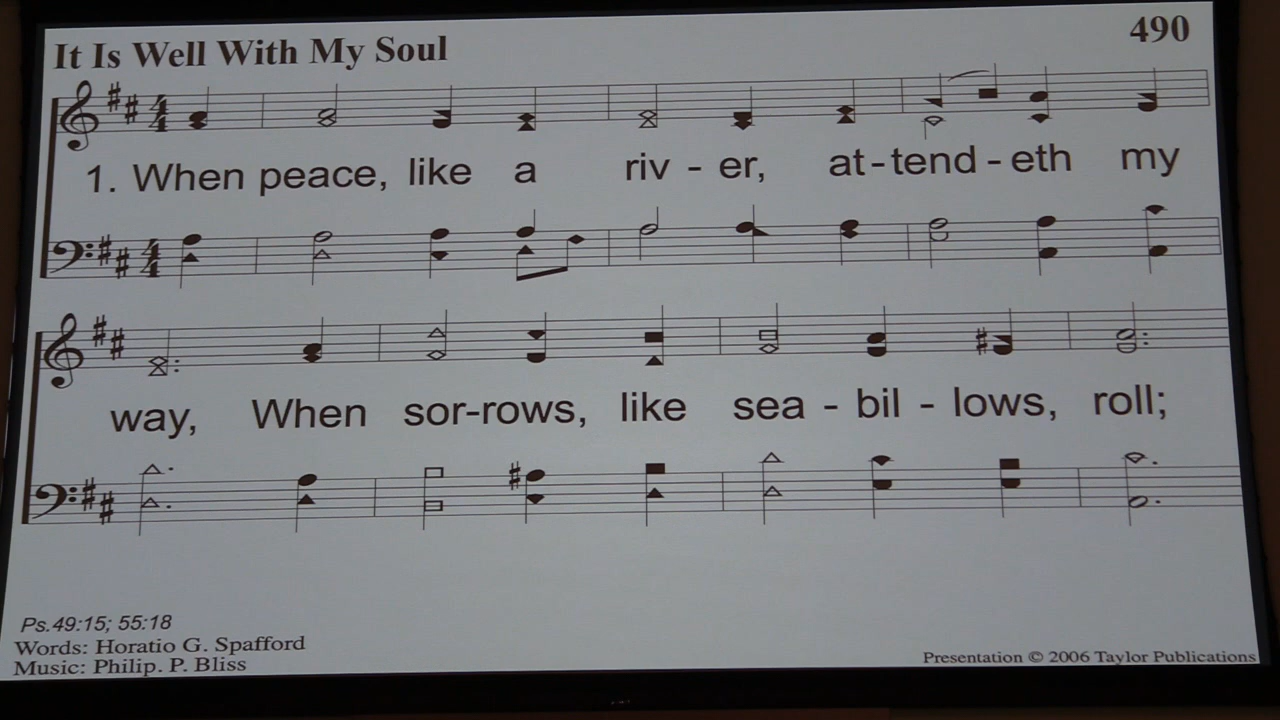 It Is Well With My Soul
490
1. When peace, like a riv - er, at - tend - eth my
way, When sor-rows, like sea - bil - lows, roll;
Ps.49:15; 55:18
Words: Horatio G. Spafford
Music: Philip. P. Bliss
Presentation © 2006 Taylor Publications